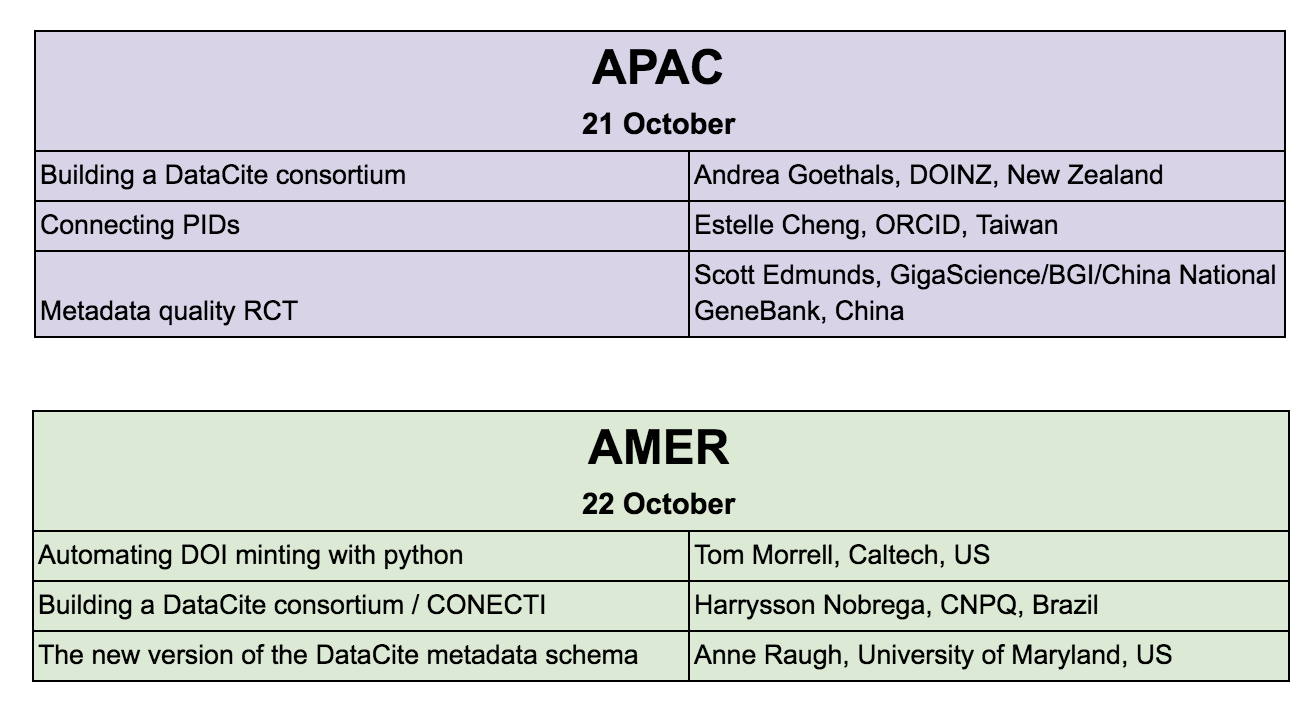 APAC
21 October
Building a DataCite consortium
Andrea Goethals, DOINZ, New Zealand
Connecting PIDs
Estelle Cheng, ORCID, Taiwan
Metadata quality RCT
Scott Edmunds, GigaScience/BGI/China National
GeneBank, China
AMER
22 October
Automating DOI minting with python
Tom Morrell, Caltech, US
Building a DataCite consortium / CONECTI
Harrysson Nobrega, CNPQ, Brazil
The new version of the DataCite metadata schema
Anne Raugh, University of Maryland, US